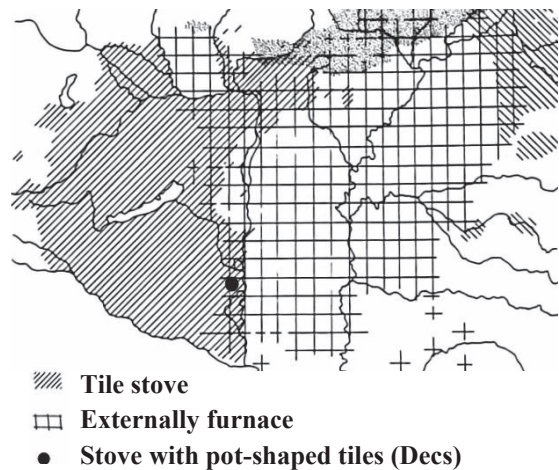 Tile stove
Externally furnace
Stove with pot-shaped tiles (Decs)